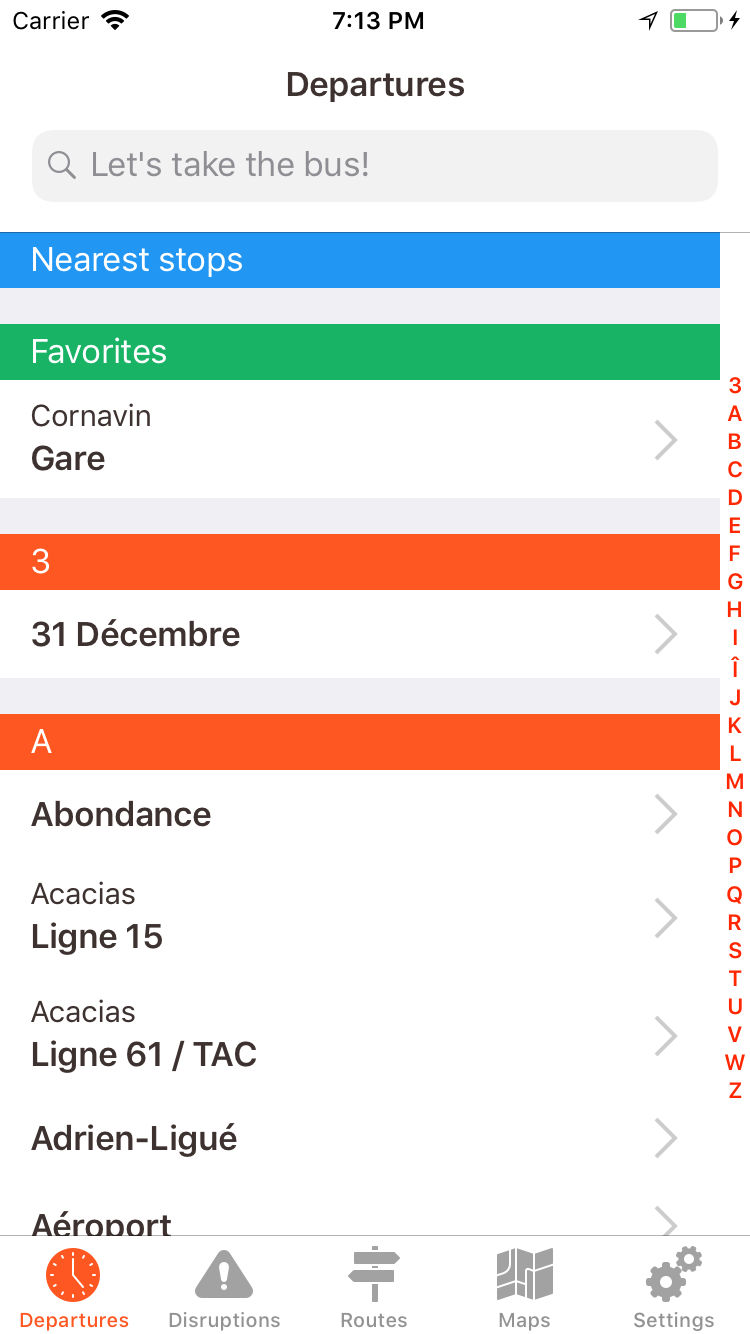 Carrier 7:13 PM
Departures
Let's take the bus!
Nearest stops
Favorites
Cornavin
Gare
3
31 Décembre
A
Abondance
Acacias
Ligne 15
Acacias
Ligne 61 / TAC
Adrien-Ligué
Aéroport
3
A
B
C
D
E
F
G
H
I
Î
J
K
L
M
N
O
P
Q
R
S
T
U
V
W
Z
Departures Disruptions Routes Maps Settings